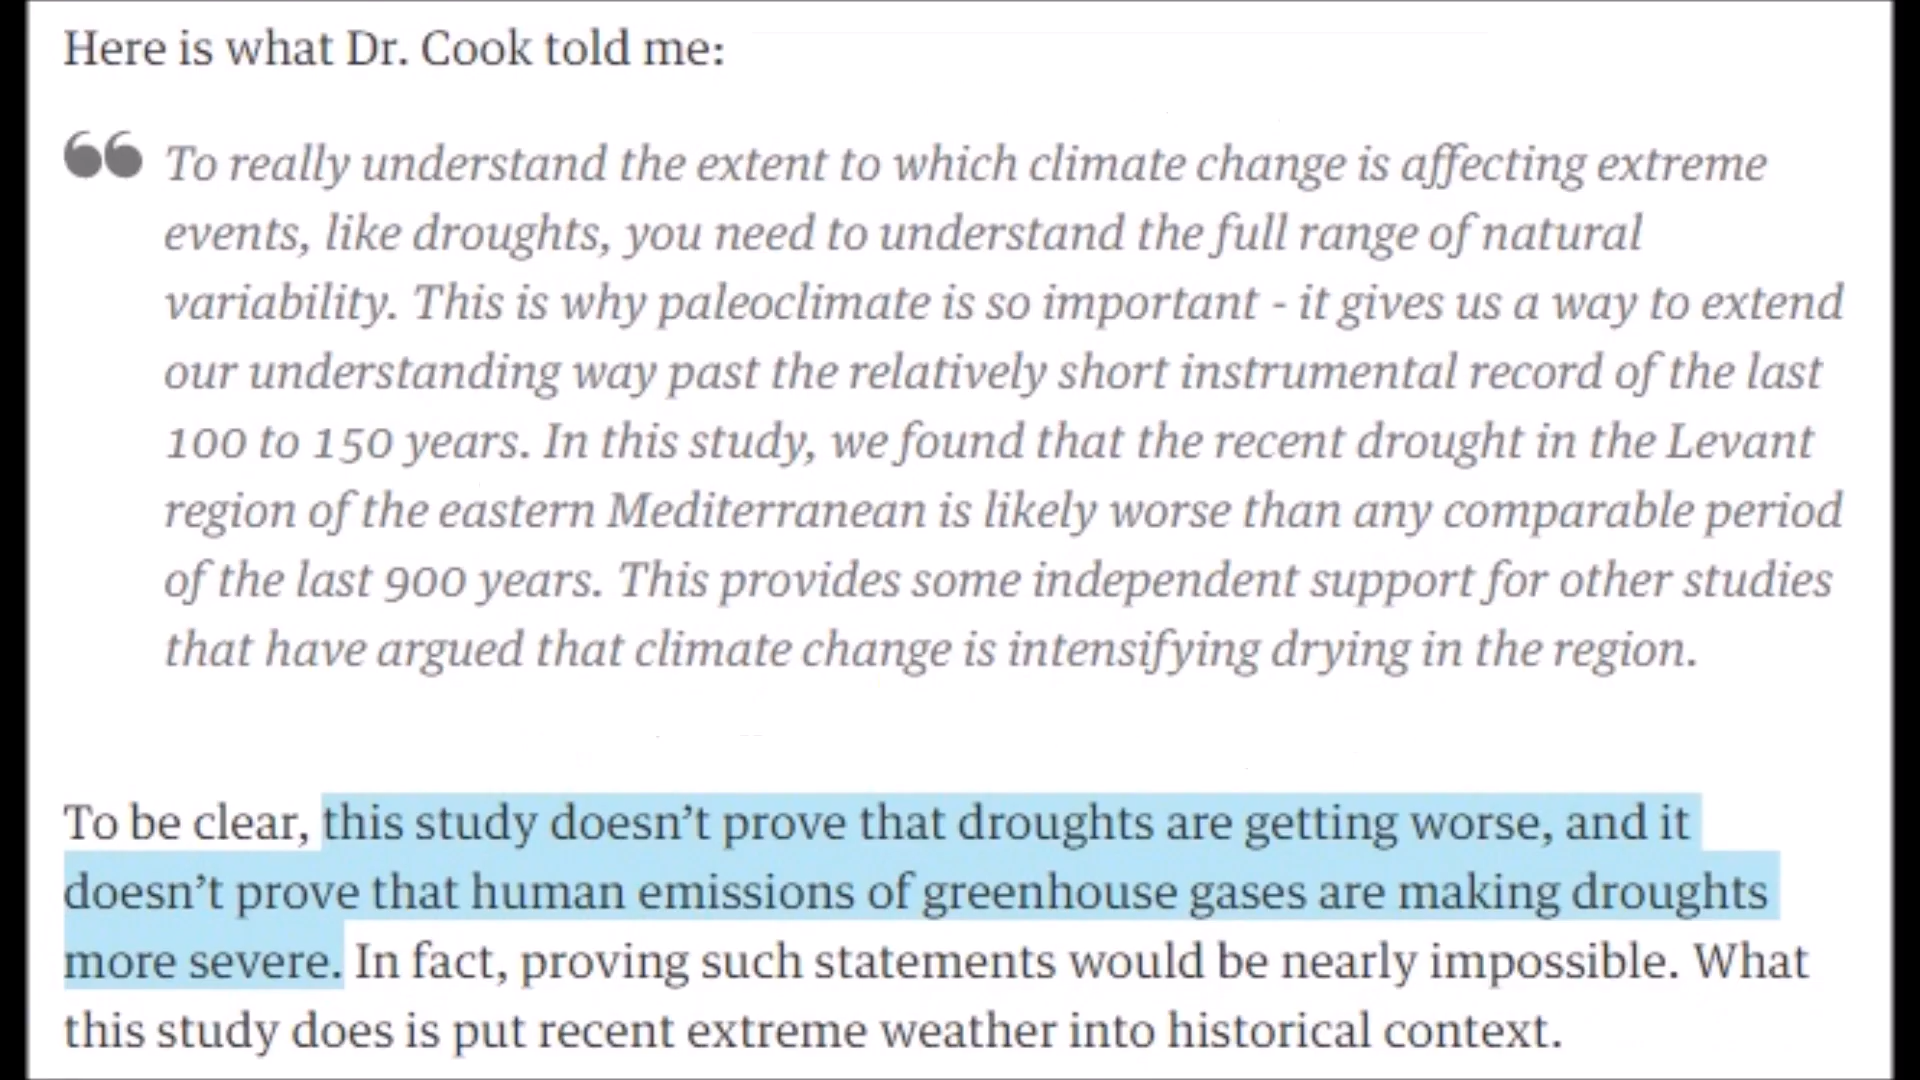 Here is what Dr. Cook told me:
“ To really understand the extent to which climate change is affecting extreme
events, like droughts, you need to understand the full range of natural
variability. This is why paleoclimate is so important - it gives us a way to extend
our understanding way past the relatively short instrumental record of the last
100 to 150 years. In this study, we found that the recent drought in the Levant
region of the eastern Mediterranean is likely worse than any comparable period
of the last 900 years. This provides some independent support for other studies
that have argued that climate change is intensifying drying in the region.
To be clear, this study doesn’t prove that droughts are getting worse, and it
doesn’t prove that human emissions of greenhouse gases are making droughts
more severe. In fact, proving such statements would be nearly impossible. What
this study does is put recent extreme weather into historical context.